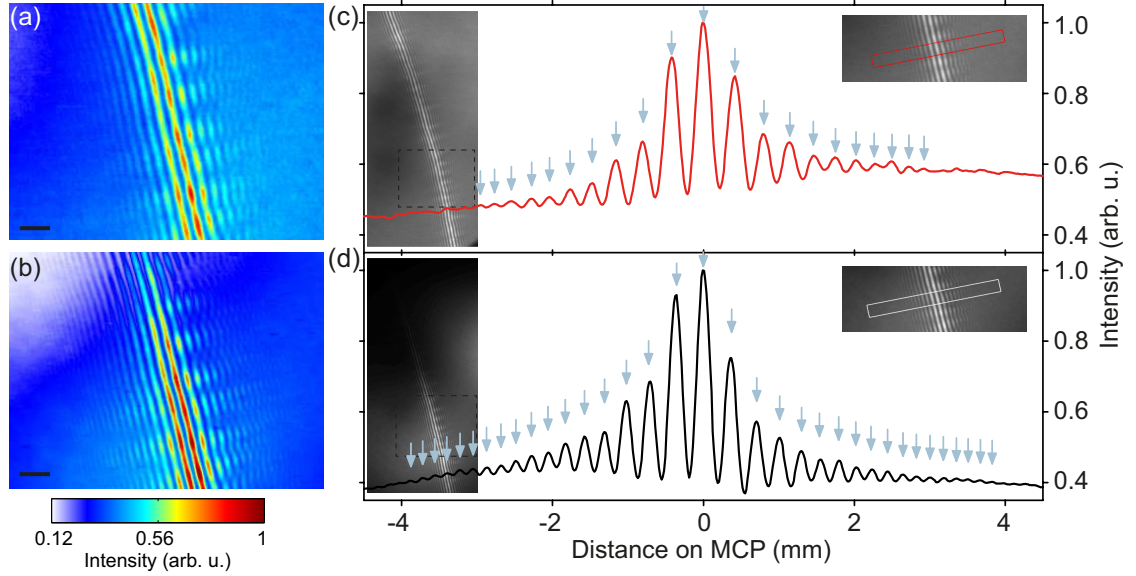 (a)
(b)
0.12 0.56 1
Intensity (arb. u.)
(c)
1.0
0.8
0.6
0.4
Intensity (arb. u.)
(d)
1.0
0.8
0.6
0.4
-4 -2 0 2 4
Distance on MCP (mm)